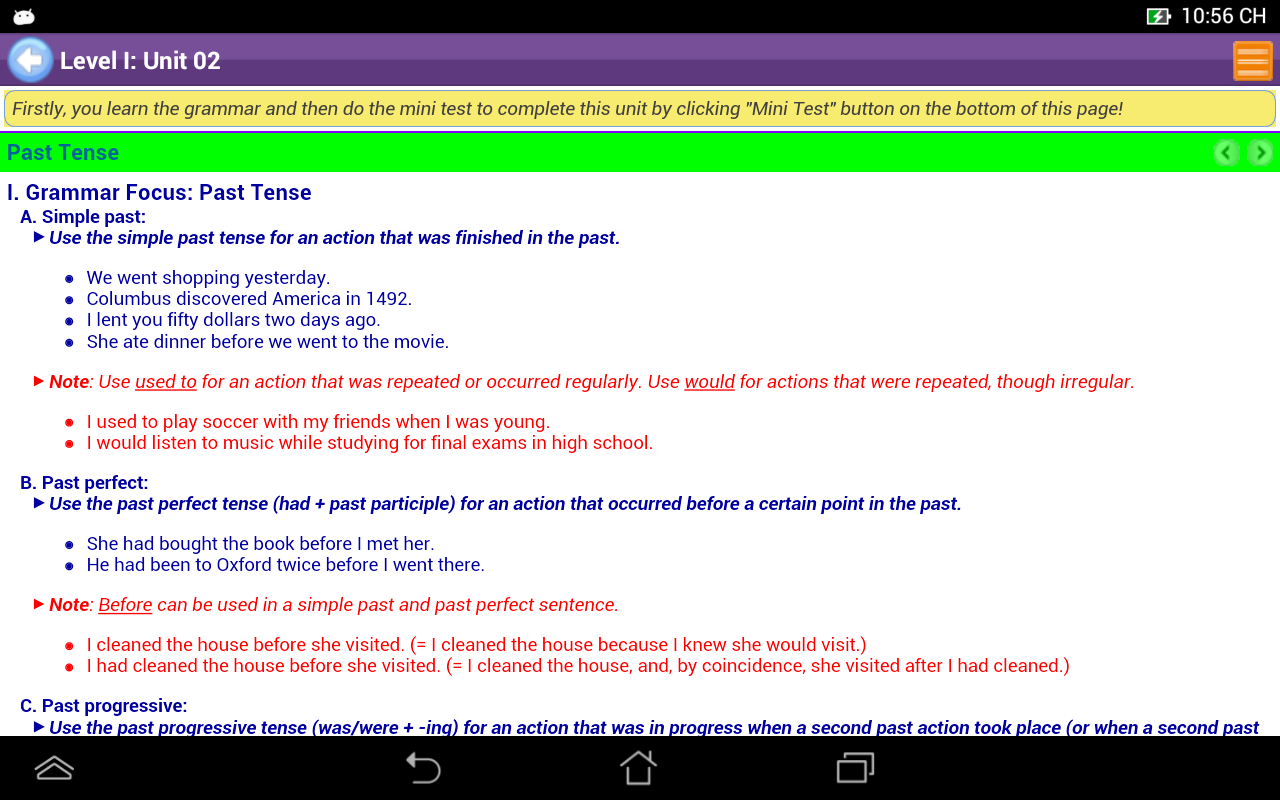 10:56 CH
Level I: Unit 02
Firstly, you learn the grammar and then do the mini test to complete this unit by clicking "Mini Test" button on the bottom of this page!
Past Tense
I. Grammar Focus: Past Tense
A. Simple past:
► Use the simple past tense for an action that was finished in the past.
◉ We went shopping yesterday.
◉ Columbus discovered America in 1492.
◉ I lent you fifty dollars two days ago.
◉ She ate dinner before we went to the movie.
► Note: Use used to for an action that was repeated or occurred regularly. Use would for actions that were repeated, though irregular.
◉ I used to play soccer with my friends when I was young.
◉ I would listen to music while studying for final exams in high school.
B. Past perfect:
► Use the past perfect tense (had + past participle) for an action that occurred before a certain point in the past.
◉ She had bought the book before I met her.
◉ He had been to Oxford twice before I went there.
► Note: Before can be used in a simple past and past perfect sentence.
◉ I cleaned the house before she visited. (= I cleaned the house because I knew she would visit.)
◉ I had cleaned the house before she visited. (= I cleaned the house, and, by coincidence, she visited after I had cleaned.)
C. Past progressive:
► Use the past progressive tense (was/were + -ing) for an action that was in progress when a second past action took place (or when a second past